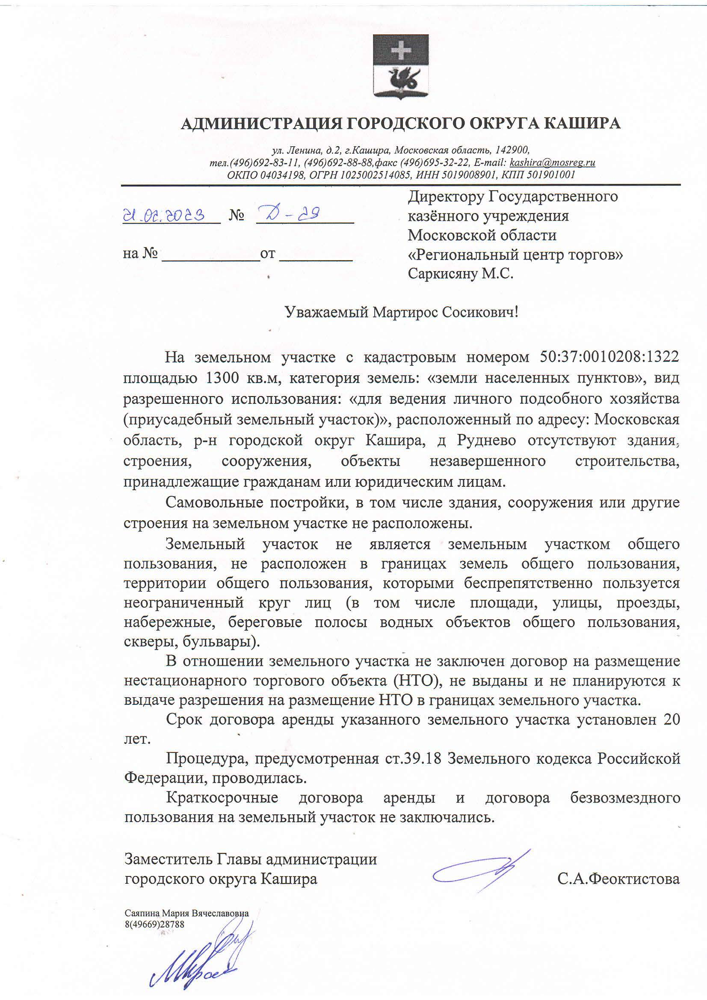 АДМИНИСТРАЦИЯ ГОРОДСКОГО ОКРУГА КАШИРА
ул. Ленина, д.2, г.Кашира, Московская область, 142900,
тел.(496)692-83-11, (496)692-88-88,факс (496)695-32-22, E-mail: kashira@mosreg.ru
ОКПО 04034198, ОГРН 1025002514085, ИНН 5019008901, КПП 501901001
21.02.2023 № Д-29
на № ____________от _________
Директору Государственного
казённого учреждения
Московской области
«Региональный центр торгов»
Саркисяну М.С.
Уважаемый Мартирос Сосикович!
На земельном участке с кадастровым номером 50:37:0010208:1322
площадью 1300 кв.м, категория земель: «земли населенных пунктов», вид
разрешенного использования: «для ведения личного подсобного хозяйства
(приусадебный земельный участок)», расположенный по адресу: Московская
область, р-н городской округ Кашира, д Руднево отсутствуют здания,
строения, сооружения, объекты незавершенного строительства,
принадлежащие гражданам или юридическим лицам.
Самовольные постройки, в том числе здания, сооружения или другие
строения на земельном участке не расположены.
Земельный участок не является земельным участком общего
пользования, не расположен в границах земель общего пользования,
территории общего пользования, которыми беспрепятственно пользуется
неограниченный круг лиц (в том числе площади, улицы, проезды,
набережные, береговые полосы водных объектов общего пользования,
скверы, бульвары).
В отношении земельного участка не заключен договор на размещение
нестационарного торгового объекта (НТО), не выданы и не планируются к
выдаче разрешения на размещение НТО в границах земельного участка.
Срок договора аренды указанного земельного участка установлен 20
лет.
Процедура, предусмотренная ст.39.18 Земельного кодекса Российской
Федерации, проводилась.
Краткосрочные договора аренды и договора безвозмездного
пользования на земельный участок не заключались.
Заместитель Главы администрации
городского округа Кашира С.А.Феоктистова
Саяпина Мария Вячеславовна
8(49669)28788